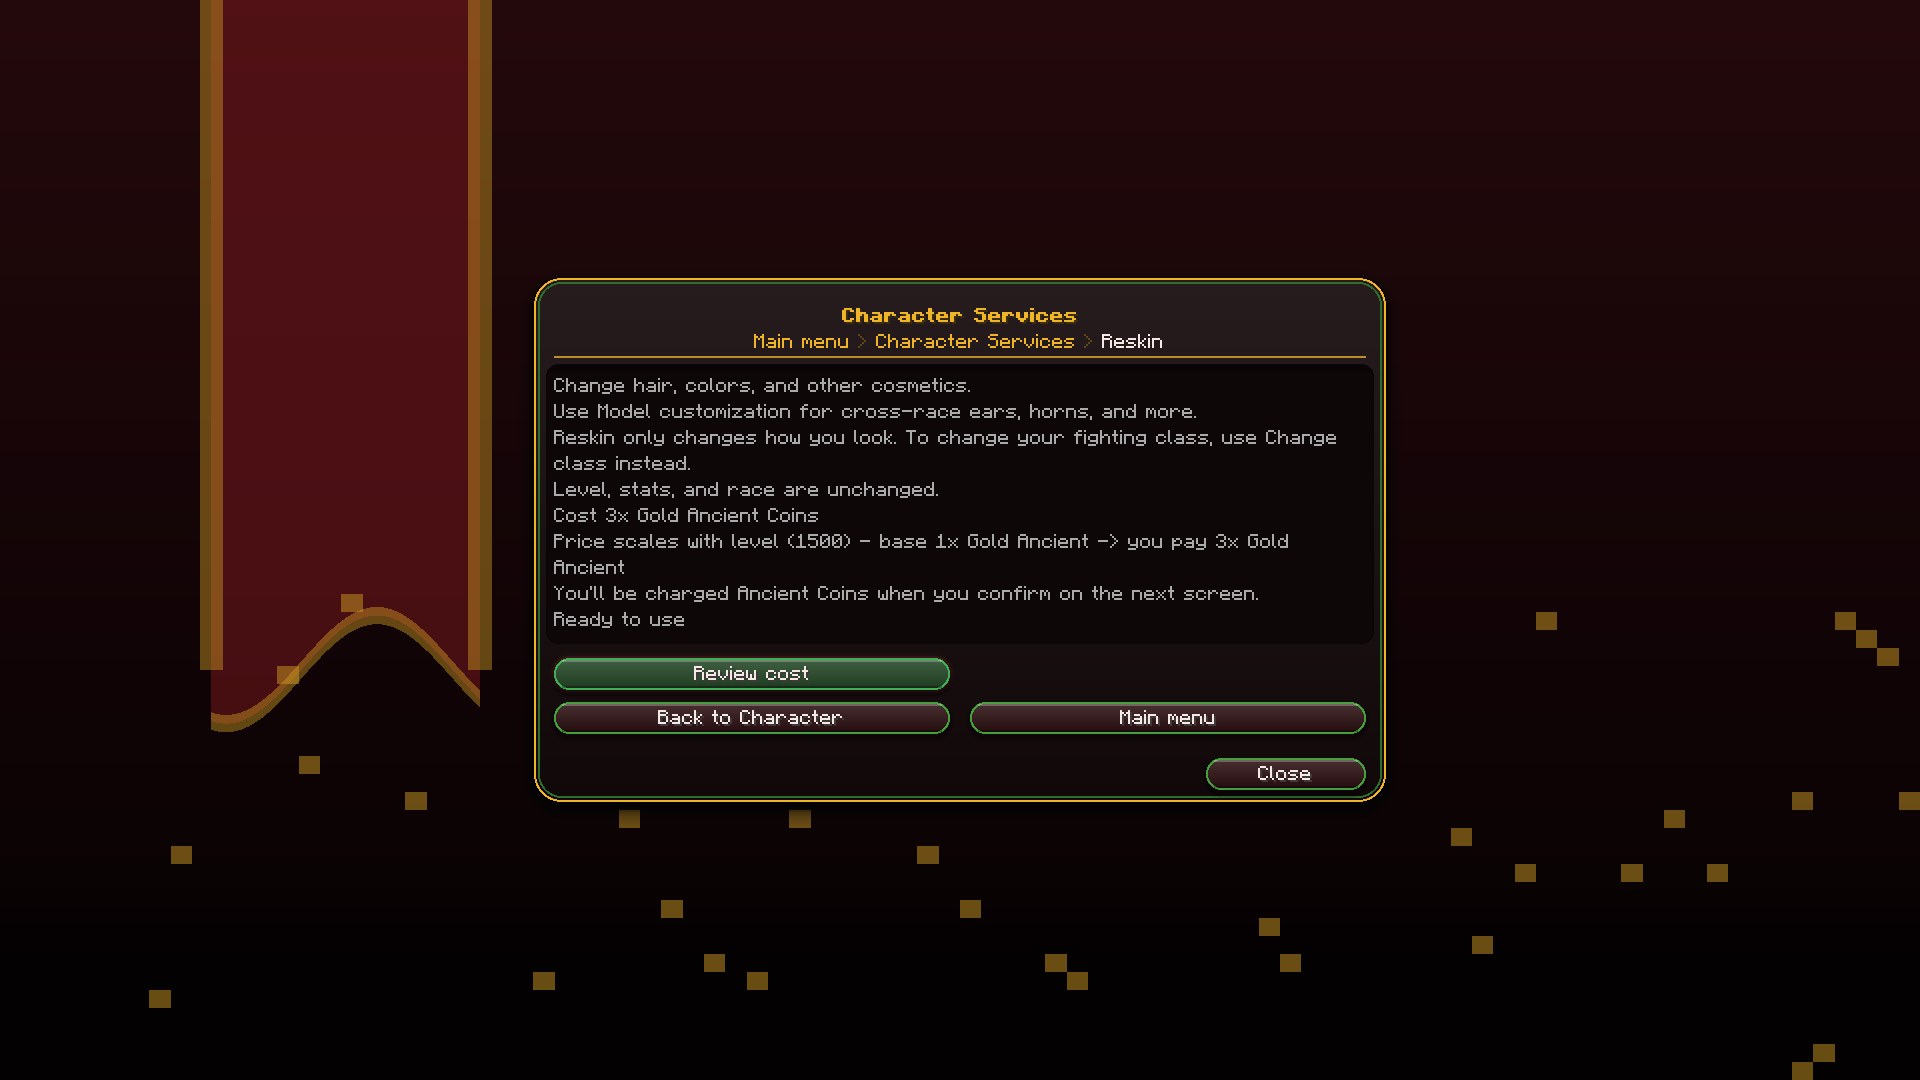 Character Services
Main menu > Character Services > Reskin
Change hair, colors, and other cosmetics.
Use Model customization for cross-race ears, horns, and more.
Reskin only changes how you look. To change your fighting class, use Change
class instead.
Level, stats, and race are unchanged.
Cost 3x Gold Ancient Coins
Price scales with level (1500) - base 1x Gold Ancient -> you pay 3x Gold
Ancient
You'll be charged Ancient Coins when you confirm on the next screen.
Ready to use
Review cost
Back to Character
Main menu
Close